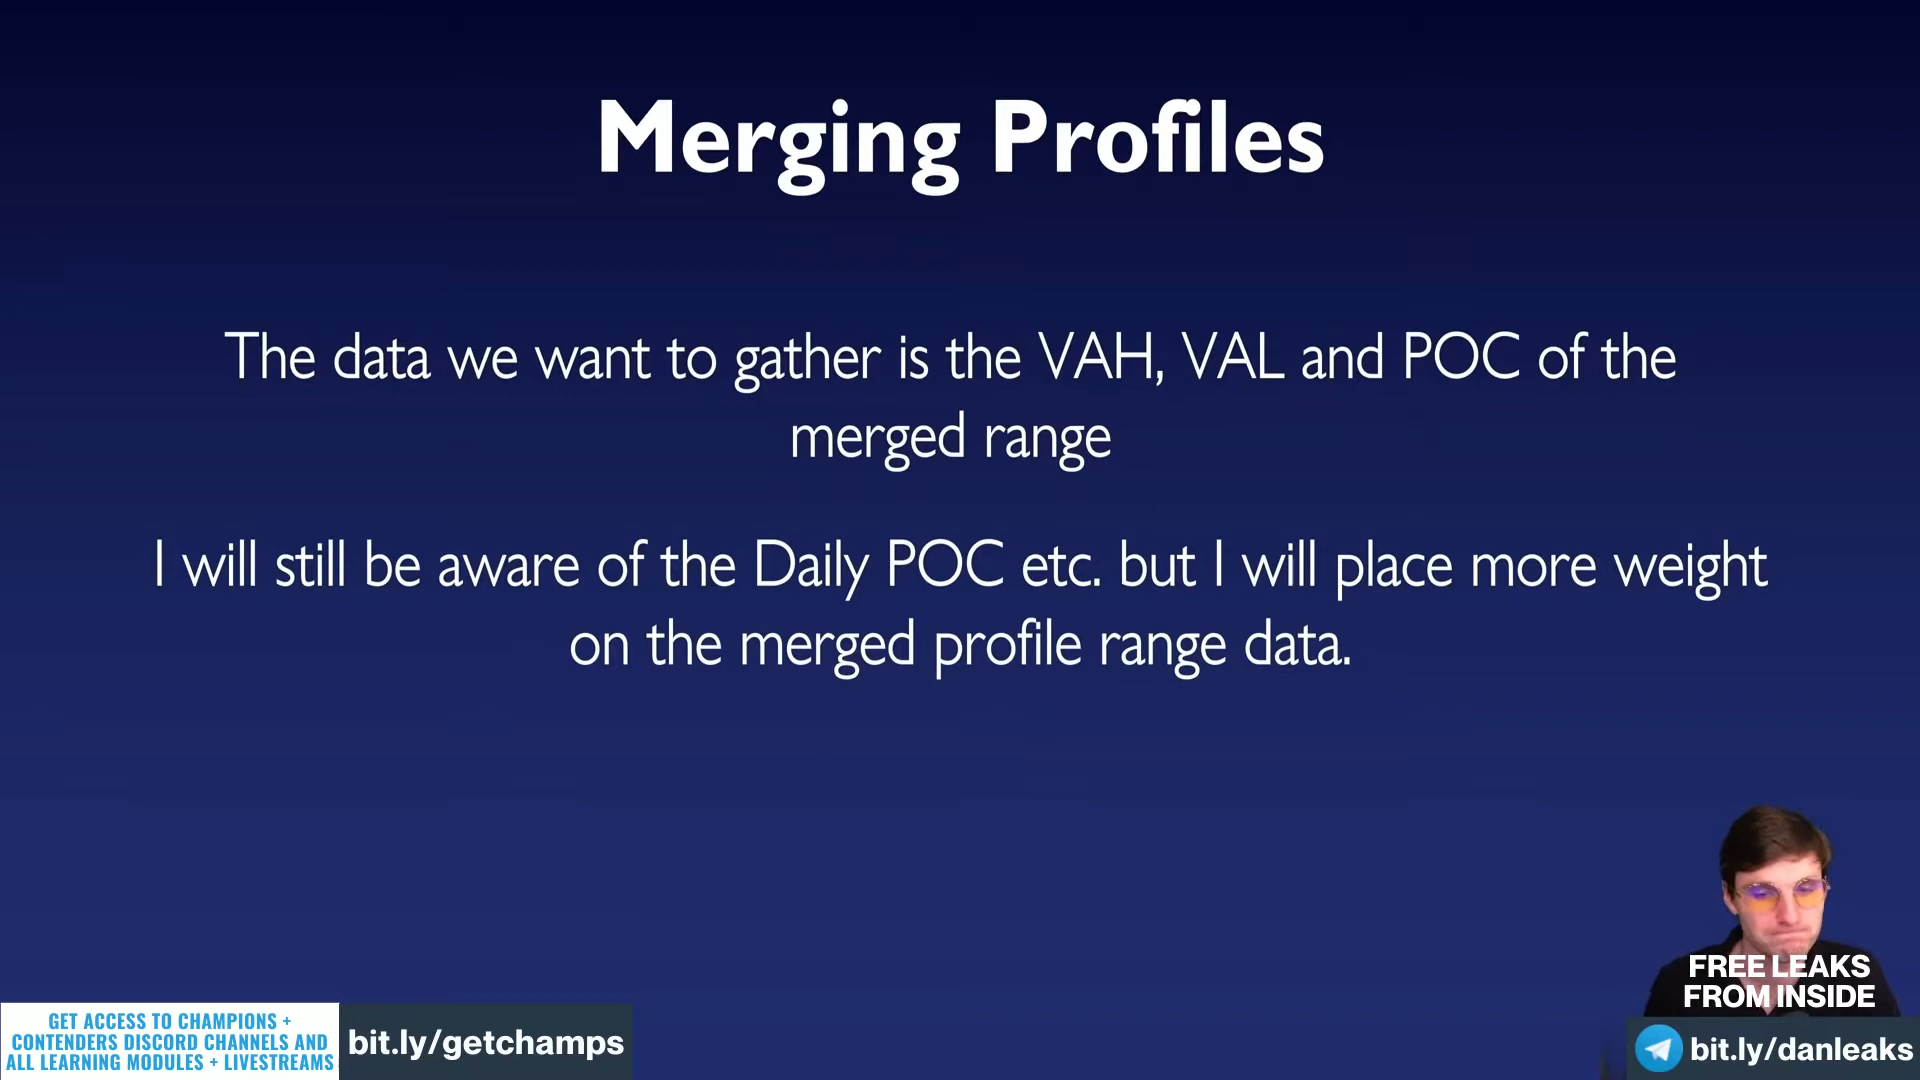 Merging Profiles
The data we want to gather is the VAH, VAL and POC of the
merged range
I will still be aware of the Daily POC etc. but I will place more weight
on the merged profile range data.
FREE LEAKS
FROM INSIDE
GET ACCESS TO CHAMPIONS +
CONTENDERS DISCORD CHANNELS AND
ALL LEARNING MODULES + LIVESTREAMS
bit.ly/getchamps
bit.ly/danleaks